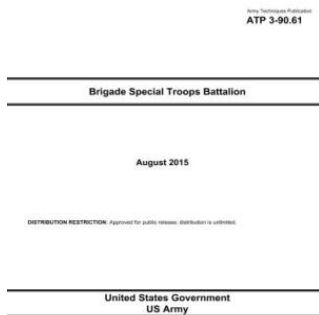 Army Techniques Publication
ATP 3-90.61
Brigade Special Troops Battalion
August 2015
DISTRIBUTION RESTRICTION: Approved for public release; distribution is unlimited.
United States Government
US Army